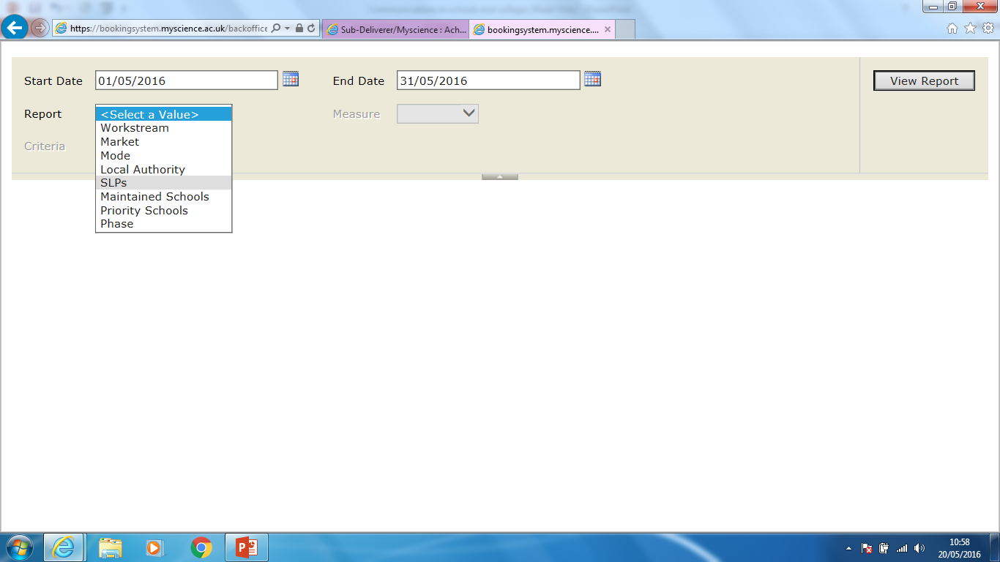 https://bookingsystem.myscience.ac.uk/backoffice
Sub-Deliverer/Myscience : Ach...
bookingsystem.myscience....
Start Date 01/05/2016 End Date 31/05/2016 View Report
Report <Select a Value> Measure
Workstream
Market
Mode
Criteria
Local Authority
SLPs
Maintained Schools
Priority Schools
Phase
10:58
20/05/2016